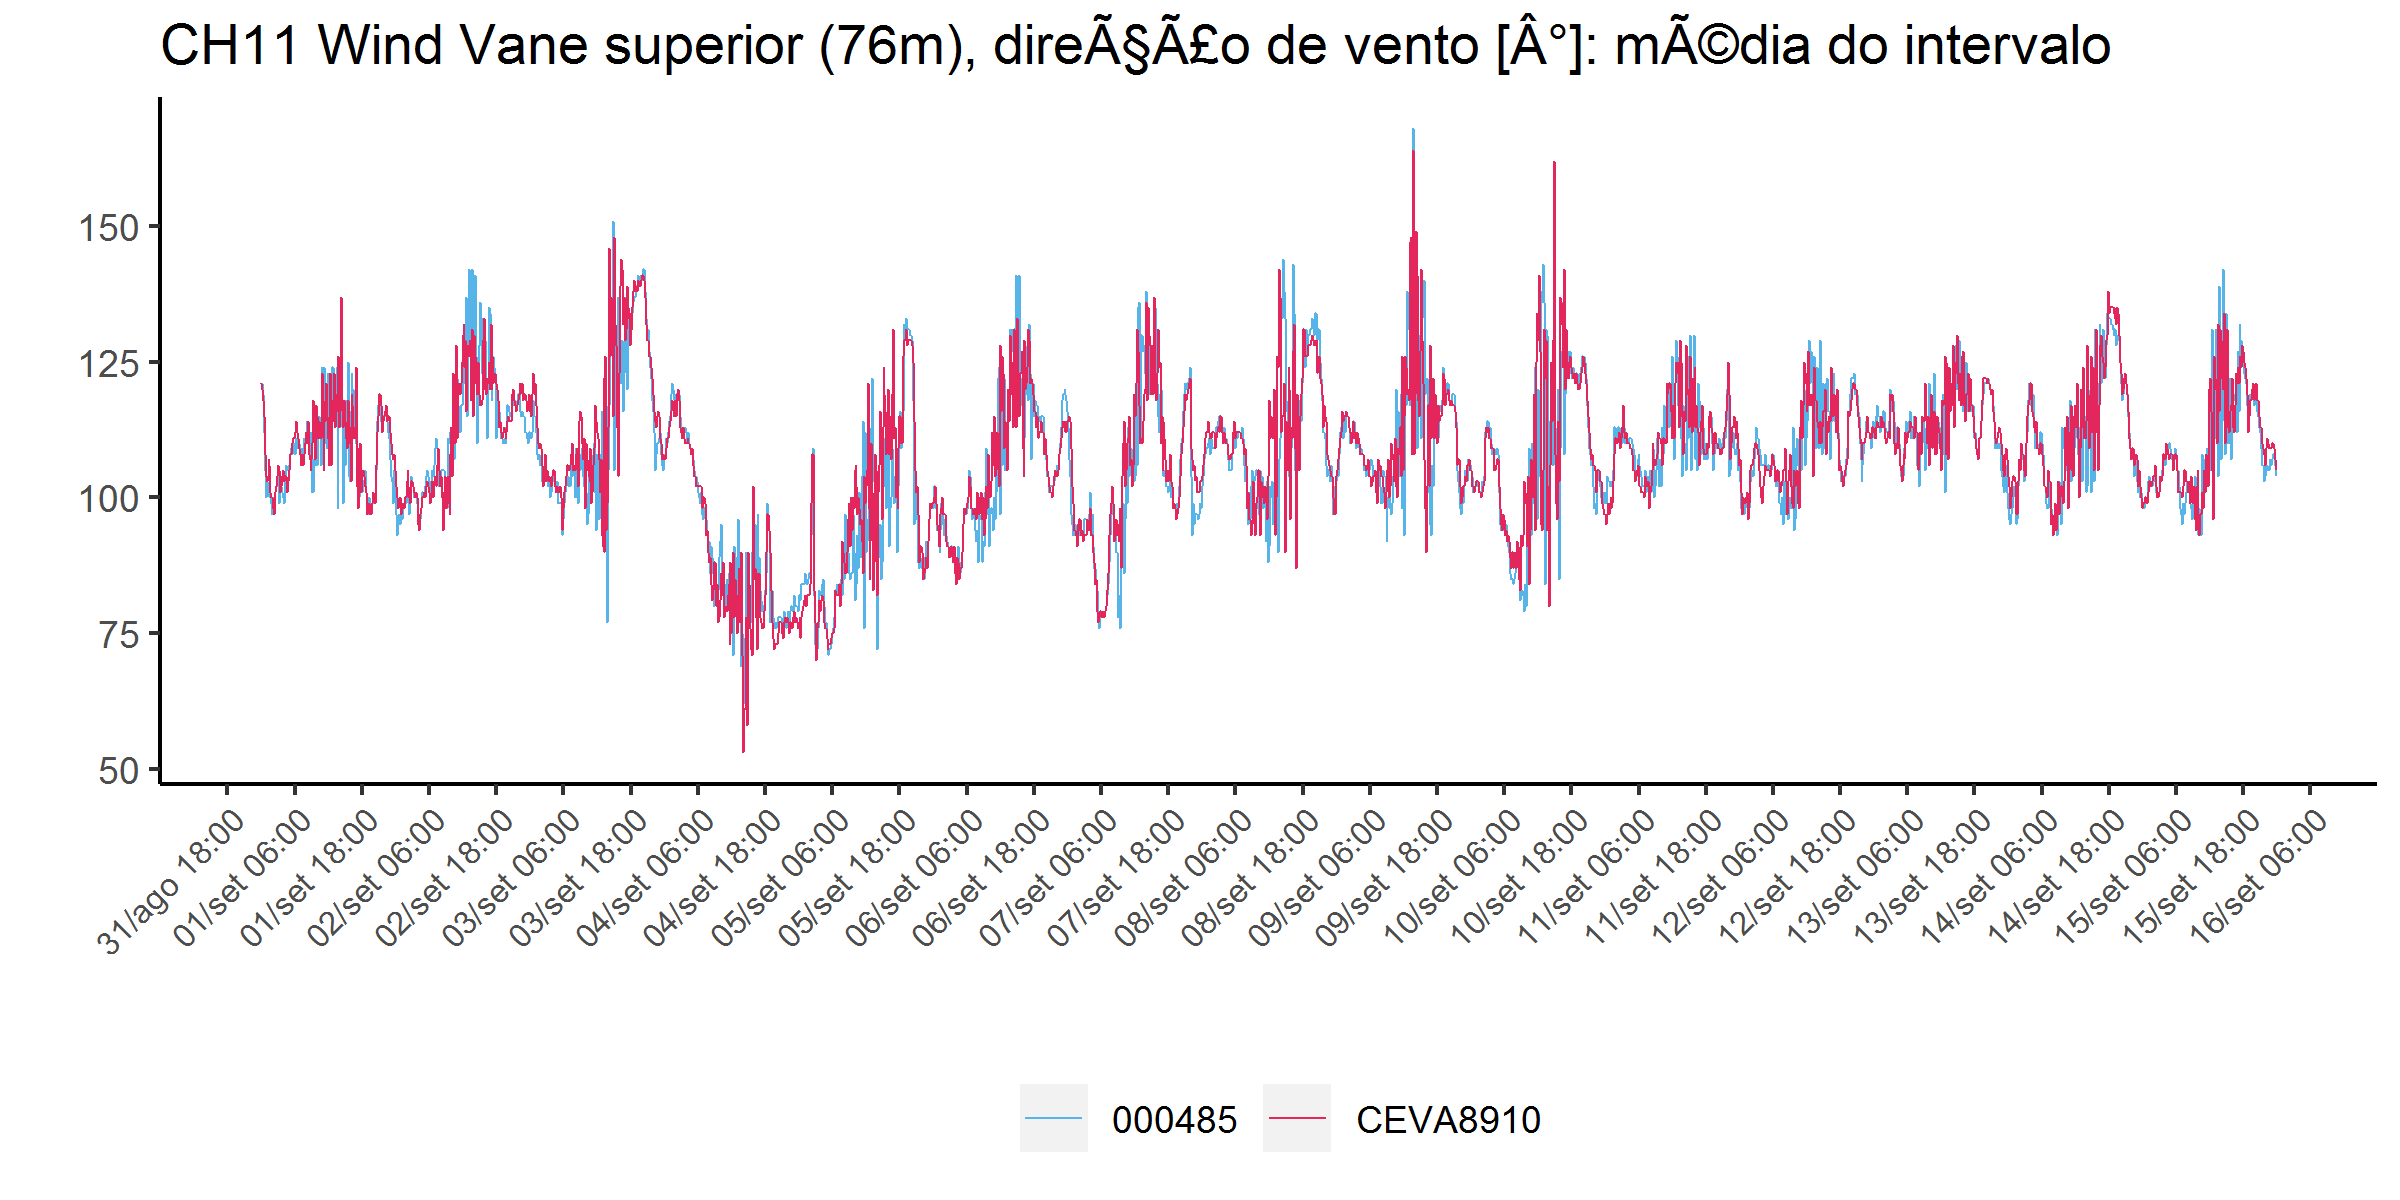 CH11 Wind Vane superior (76m), direÃ§Ã£o de vento [Â°]: mÃ©dia do intervalo
150
125
100
75
50
31/ago 18:00
01/set 06:00
01/set 18:00
02/set 06:00
02/set 18:00
03/set 06:00
03/set 18:00
04/set 06:00
04/set 18:00
05/set 06:00
05/set 18:00
06/set 06:00
06/set 18:00
07/set 06:00
07/set 18:00
08/set 06:00
08/set 18:00
09/set 06:00
09/set 18:00
10/set 06:00
10/set 18:00
11/set 06:00
11/set 18:00
12/set 06:00
12/set 18:00
13/set 06:00
13/set 18:00
14/set 06:00
14/set 18:00
15/set 06:00
15/set 18:00
16/set 06:00
000485
CEVA8910